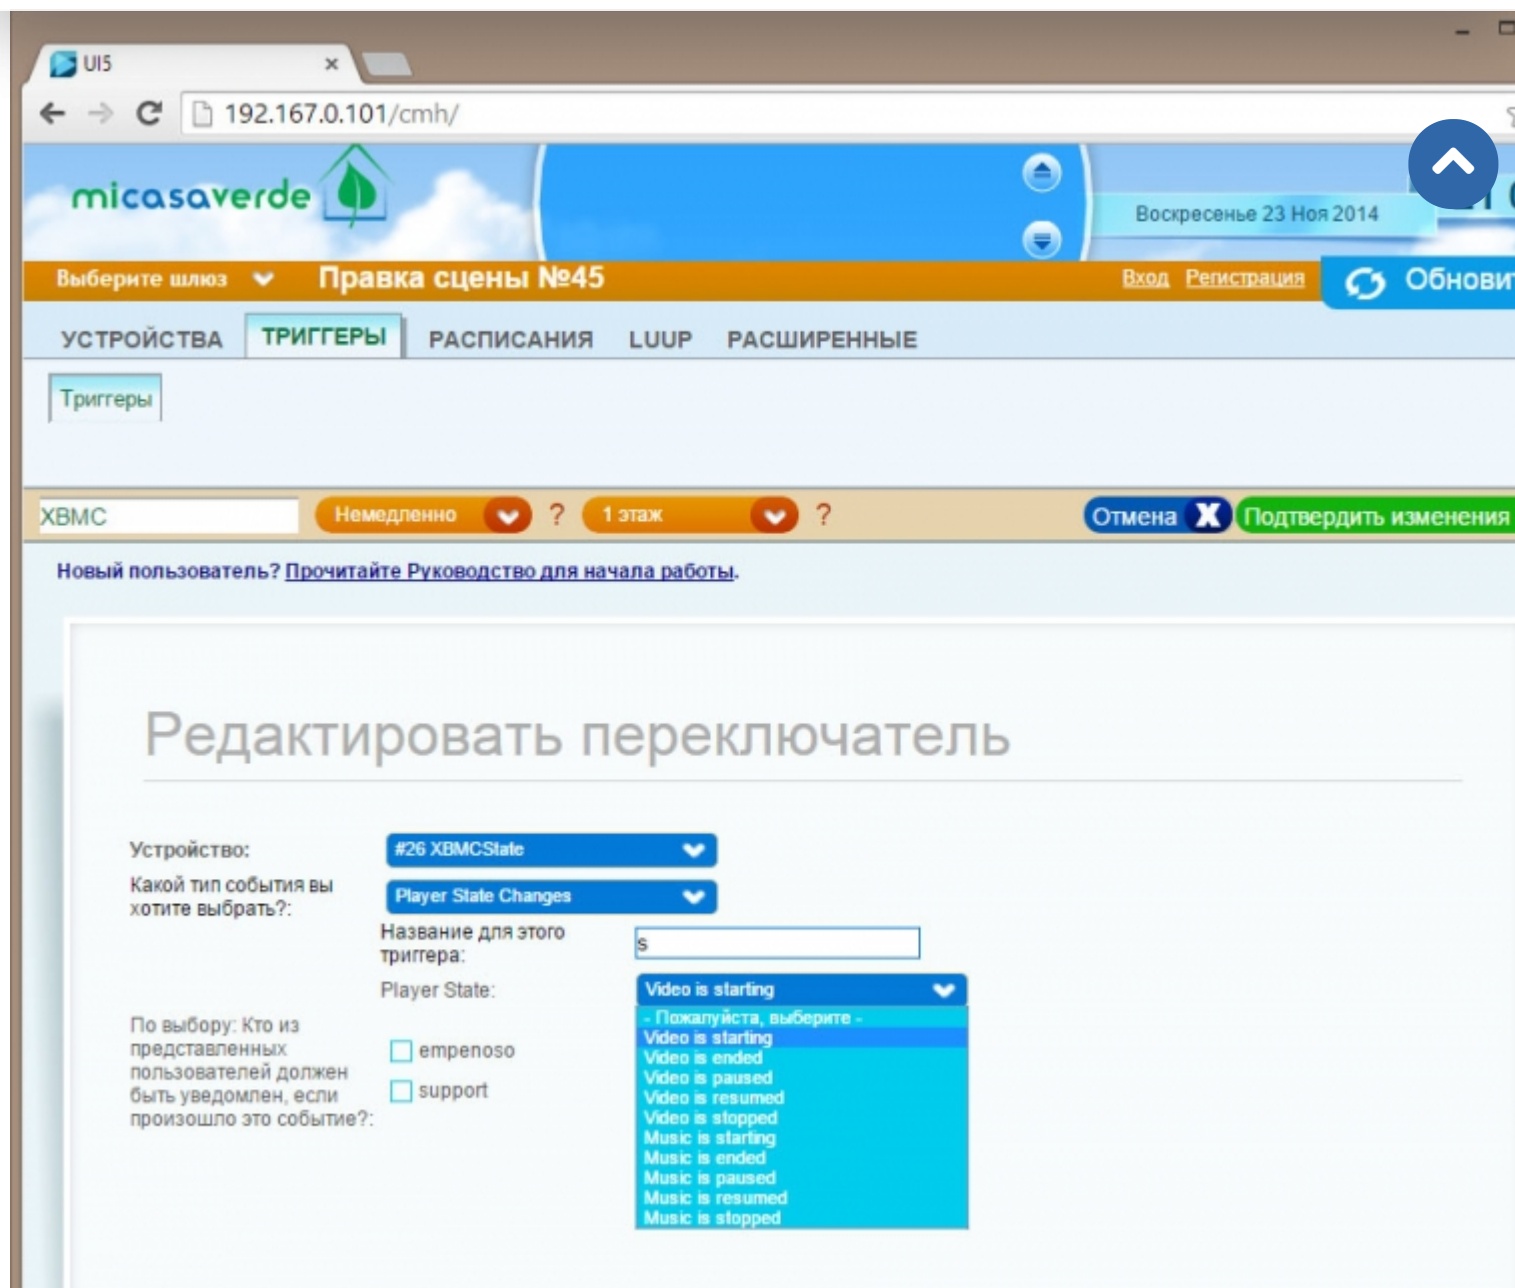 UI5
192.167.0.101/cmh/
micasaverde
Воскресенье 23 Ноя 2014
Выберите шлюз
Правка сцены №45
Вход Регистрация
УСТРОЙСТВА ТРИГГЕРЫ РАСПИСАНИЯ LUUP РАСШИРЕННЫЕ
Триггеры
XBMC
Немедленно
?
1 этаж
?
Отмена X
Подтвердить изменения
Новый пользователь? Прочитайте Руководство для начала работы.
Редактировать переключатель
Устройство:
#26 XBMCState
Какой тип события вы
хотите выбрать?:
Player State Changes
Название для этого
триггера:
s
Player State:
Video is starting
- Пожалуйста, выберите -
Video is starting
Video is ended
Video is paused
Video is resumed
Video is stopped
Music is starting
Music is ended
Music is paused
Music is resumed
Music is stopped
По выбору: Кто из
представленных
пользователей должен
быть уведомлен, если
произошло это событие?:
empenoso
support